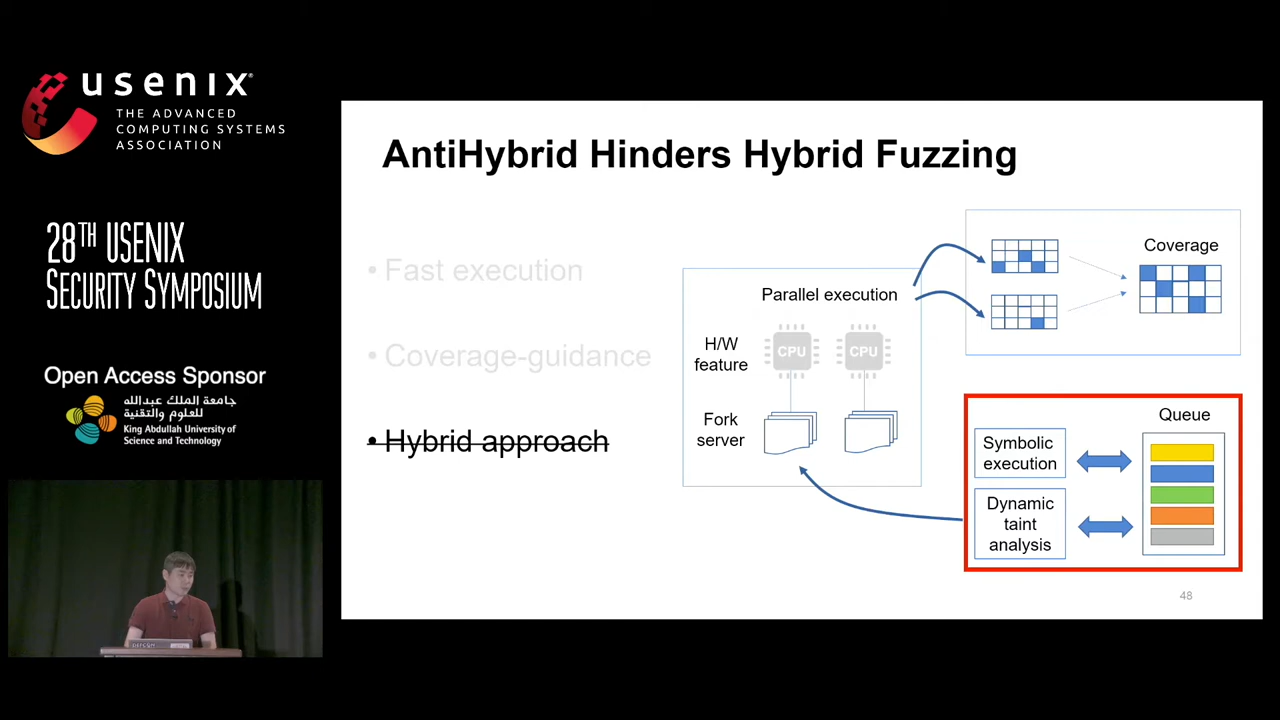 usenix
THE ADVANCED
COMPUTING SYSTEMS
ASSOCIATION
28TH USENIX
SECURITY SYMPOSIUM
Open Access Sponsor
جامعة الملك عبدالله
للعلوم والتقنية
King Abdullah University of
Science and Technology
AntiHybrid Hinders Hybrid Fuzzing
• Fast execution
• Coverage-guidance
• Hybrid approach
Parallel execution
H/W
feature
CPU
CPU
Fork
server
Coverage
Queue
Symbolic
execution
Dynamic
taint
analysis
48